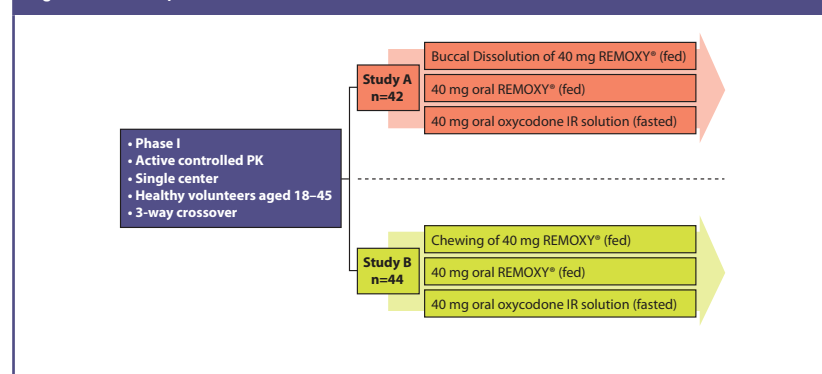 • Phase I
• Active controlled PK
• Single center
• Healthy volunteers aged 18–45
• 3-way crossover
Study A
n=42
Buccal Dissolution of 40 mg REMOXY® (fed)
40 mg oral REMOXY® (fed)
40 mg oral oxycodone IR solution (fasted)
Study B
n=44
Chewing of 40 mg REMOXY® (fed)
40 mg oral REMOXY® (fed)
40 mg oral oxycodone IR solution (fasted)